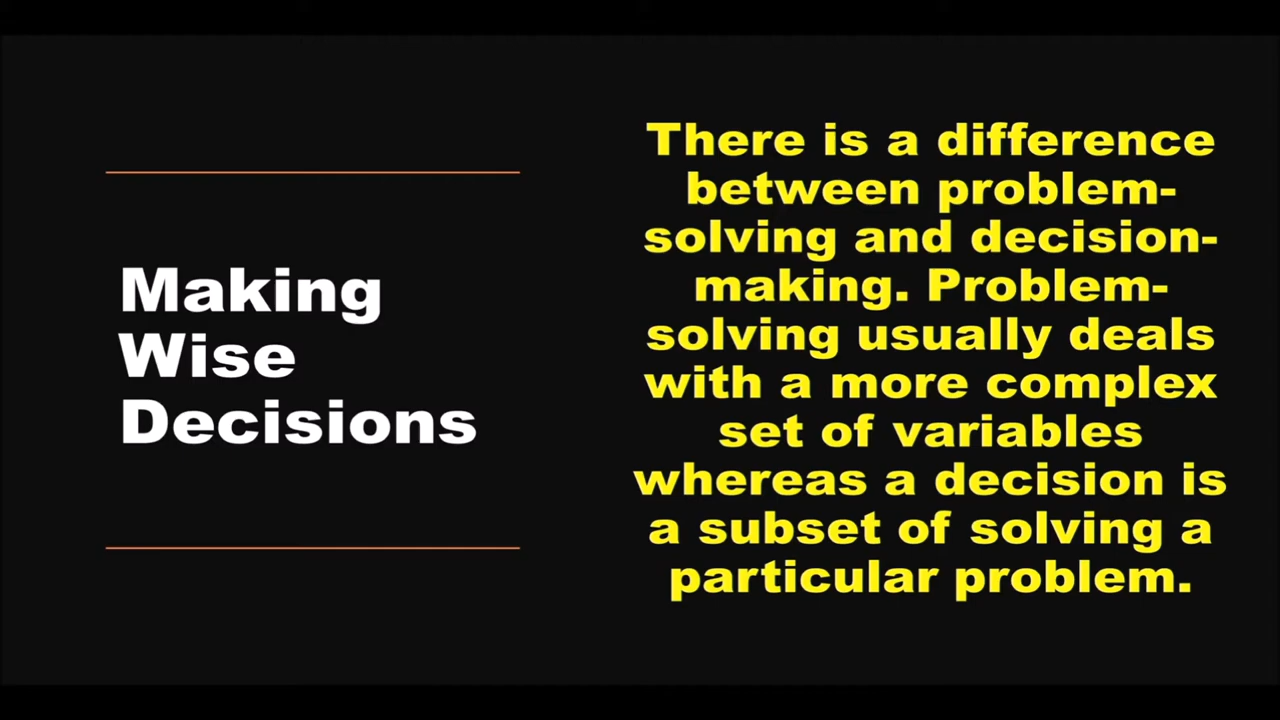 Making
Wise
Decisions
There is a difference
between problem-
solving and decision-
making. Problem-
solving usually deals
with a more complex
set of variables
whereas a decision is
a subset of solving a
particular problem.